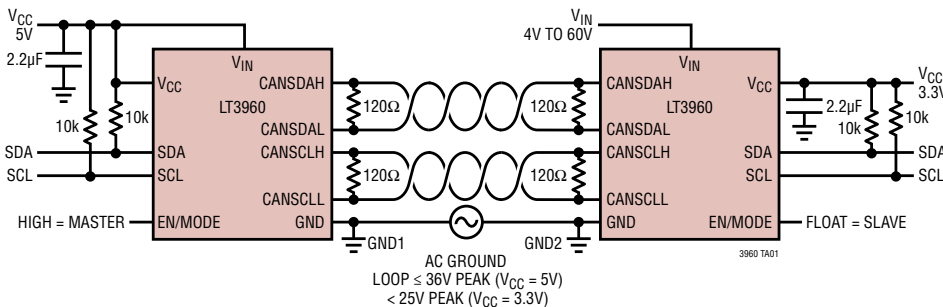 VCC
5V
2.2µF
10k
10k
SDA
SCL
HIGH = MASTER
VIN
VCC
LT3960
SDA
SCL
EN/MODE
CANSDAH
CANSDAL
CANSCLH
CANSCLL
GND
120Ω
120Ω
GND1
AC GROUND
LOOP ≤ 36V PEAK (VCC = 5V)
< 25V PEAK (VCC = 3.3V)
GND2
120Ω
120Ω
VIN
4V TO 60V
VIN
CANSDAH
CANSDAL
CANSCLH
CANSCLL
GND
LT3960
VCC
SDA
SCL
EN/MODE
VCC
3.3V
2.2µF
10k
10k
SDA
SCL
FLOAT = SLAVE
3960 TA01